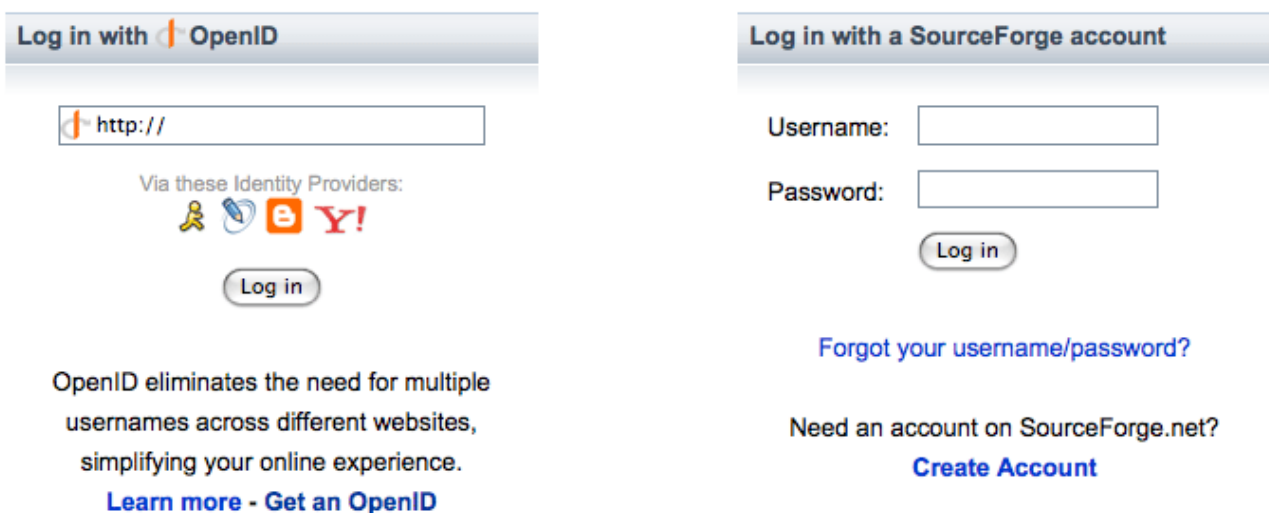 Log in with OpenID
http://
Via these Identity Providers:
Y!
Log in
OpenID eliminates the need for multiple
usernames across different websites,
simplifying your online experience.
Learn more - Get an OpenID
Log in with a SourceForge account
Username:
Password:
Log in
Forgot your username/password?
Need an account on SourceForge.net?
Create Account